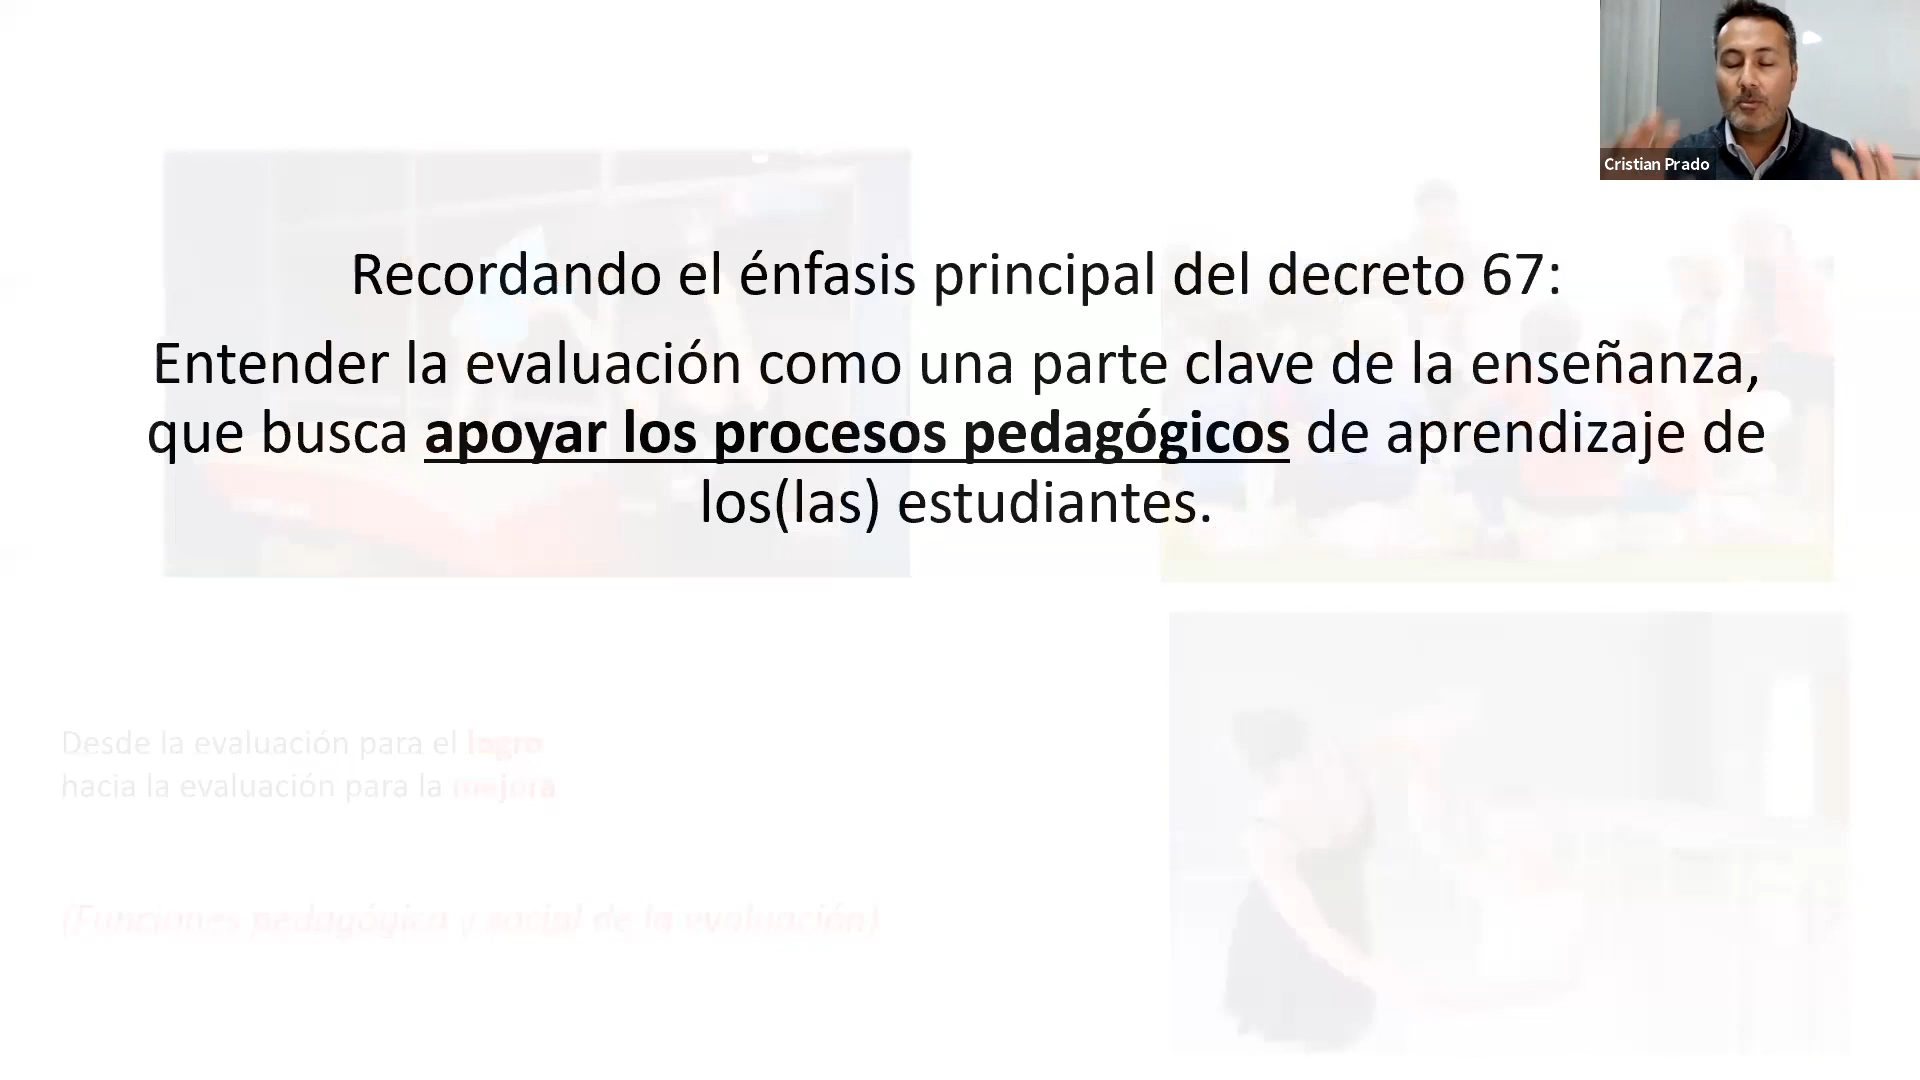 Cristian Prado
Recordando el énfasis principal del decreto 67:
Entender la evaluación como una parte clave de la enseñanza,
que busca apoyar los procesos pedagógicos de aprendizaje de
los(las) estudiantes.
Desde la evaluación para el logro
hacia la evaluación para la mejora
(Funciones pedagógica y social de la evaluación)